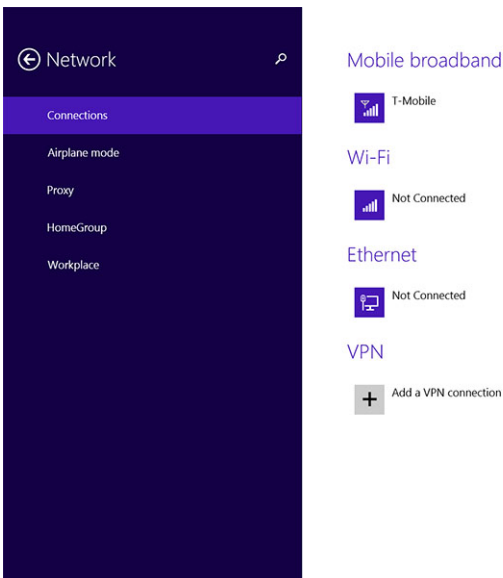 Network
Connections
Airplane mode
Proxy
HomeGroup
Workplace
Mobile broadband
T-Mobile
Wi-Fi
Not Connected
Ethernet
Not Connected
VPN
Add a VPN connection